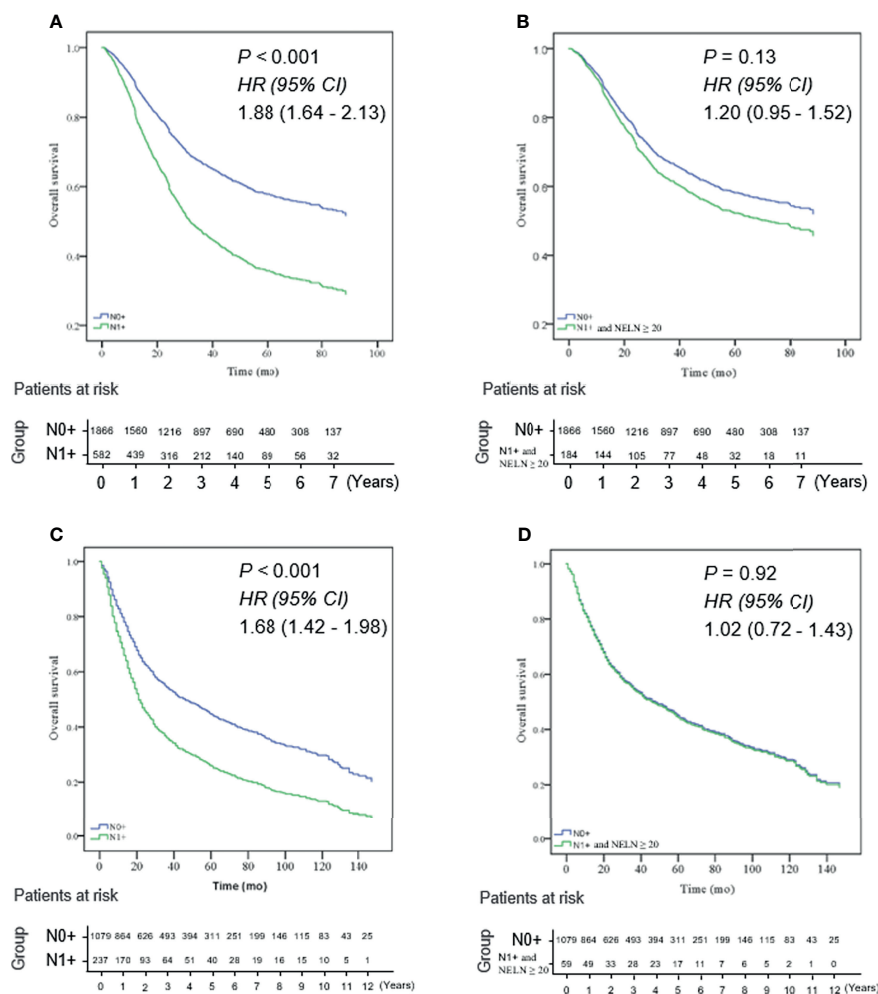 A
P < 0.001
HR (95% CI)
1.88 (1.64 - 2.13)
Overall survival
1.0
0.8
0.6
0.4
0.2
N0+
N1+
0 20 40 60 80 100
Time (mo)
Patients at risk
Group
N0+ 1866 1560 1216 897 690 480 308 137
N1+ 582 439 316 212 140 89 56 32
0 1 2 3 4 5 6 7 (Years)
B
P = 0.13
HR (95% CI)
1.20 (0.95 - 1.52)
Overall survival
1.0
0.8
0.6
0.4
0.2
N0+
N1+ and NELN ≥ 20
0 20 40 60 80 100
Time (mo)
Patients at risk
Group
N0+ 1866 1560 1216 897 690 480 308 137
N1+ and
NELN ≥ 20 184 144 105 77 48 32 18 11
0 1 2 3 4 5 6 7 (Years)
C
P < 0.001
HR (95% CI)
1.68 (1.42 - 1.98)
Overall survival
1.0
0.8
0.6
0.4
0.2
0.0
N0+
N1+
0 20 40 60 80 100 120 140
Time (mo)
Patients at risk
Group
N0+ 1079 864 626 493 394 311 251 199 146 115 83 43 25
N1+ 237 170 93 64 51 40 28 19 16 15 10 5 1
0 1 2 3 4 5 6 7 8 9 10 11 12 (Years)
D
P = 0.92
HR (95% CI)
1.02 (0.72 - 1.43)
Overall survival
1.0
0.8
0.6
0.4
0.2
0.0
N0+
N1+ and NELN ≥ 20
0 20 40 60 80 100 120 140
Time (mo)
Patients at risk
Group
N0+ 1079 864 626 493 394 311 251 199 146 115 83 43 25
N1+ and
NELN ≥ 20 59 49 33 28 23 17 11 7 6 5 2 1 0
0 1 2 3 4 5 6 7 8 9 10 11 12 (Years)